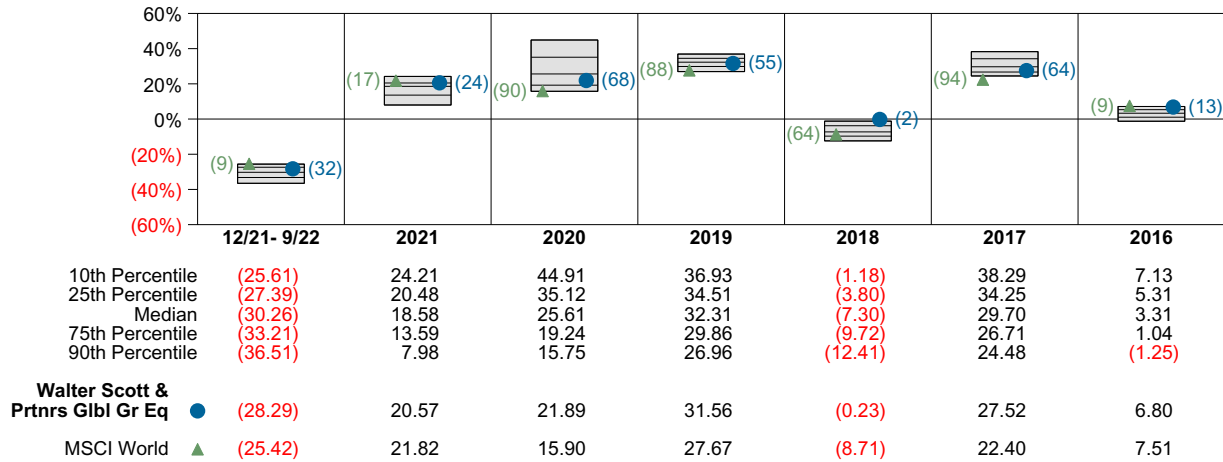 60%
40%
20%
0%
(20%)
(40%)
(60%)
(9) (32)
(17) (24)
(90) (68)
(88) (55)
(64) (2)
(94) (64)
(9) (13)
12/21- 9/22 2021 2020 2019 2018 2017 2016
10th Percentile (25.61) 24.21 44.91 36.93 (1.18) 38.29 7.13
25th Percentile (27.39) 20.48 35.12 34.51 (3.80) 34.25 5.31
Median (30.26) 18.58 25.61 32.31 (7.30) 29.70 3.31
75th Percentile (33.21) 13.59 19.24 29.86 (9.72) 26.71 1.04
90th Percentile (36.51) 7.98 15.75 26.96 (12.41) 24.48 (1.25)
Walter Scott &
Prtnrs Glbl Gr Eq (28.29) 20.57 21.89 31.56 (0.23) 27.52 6.80
MSCI World (25.42) 21.82 15.90 27.67 (8.71) 22.40 7.51